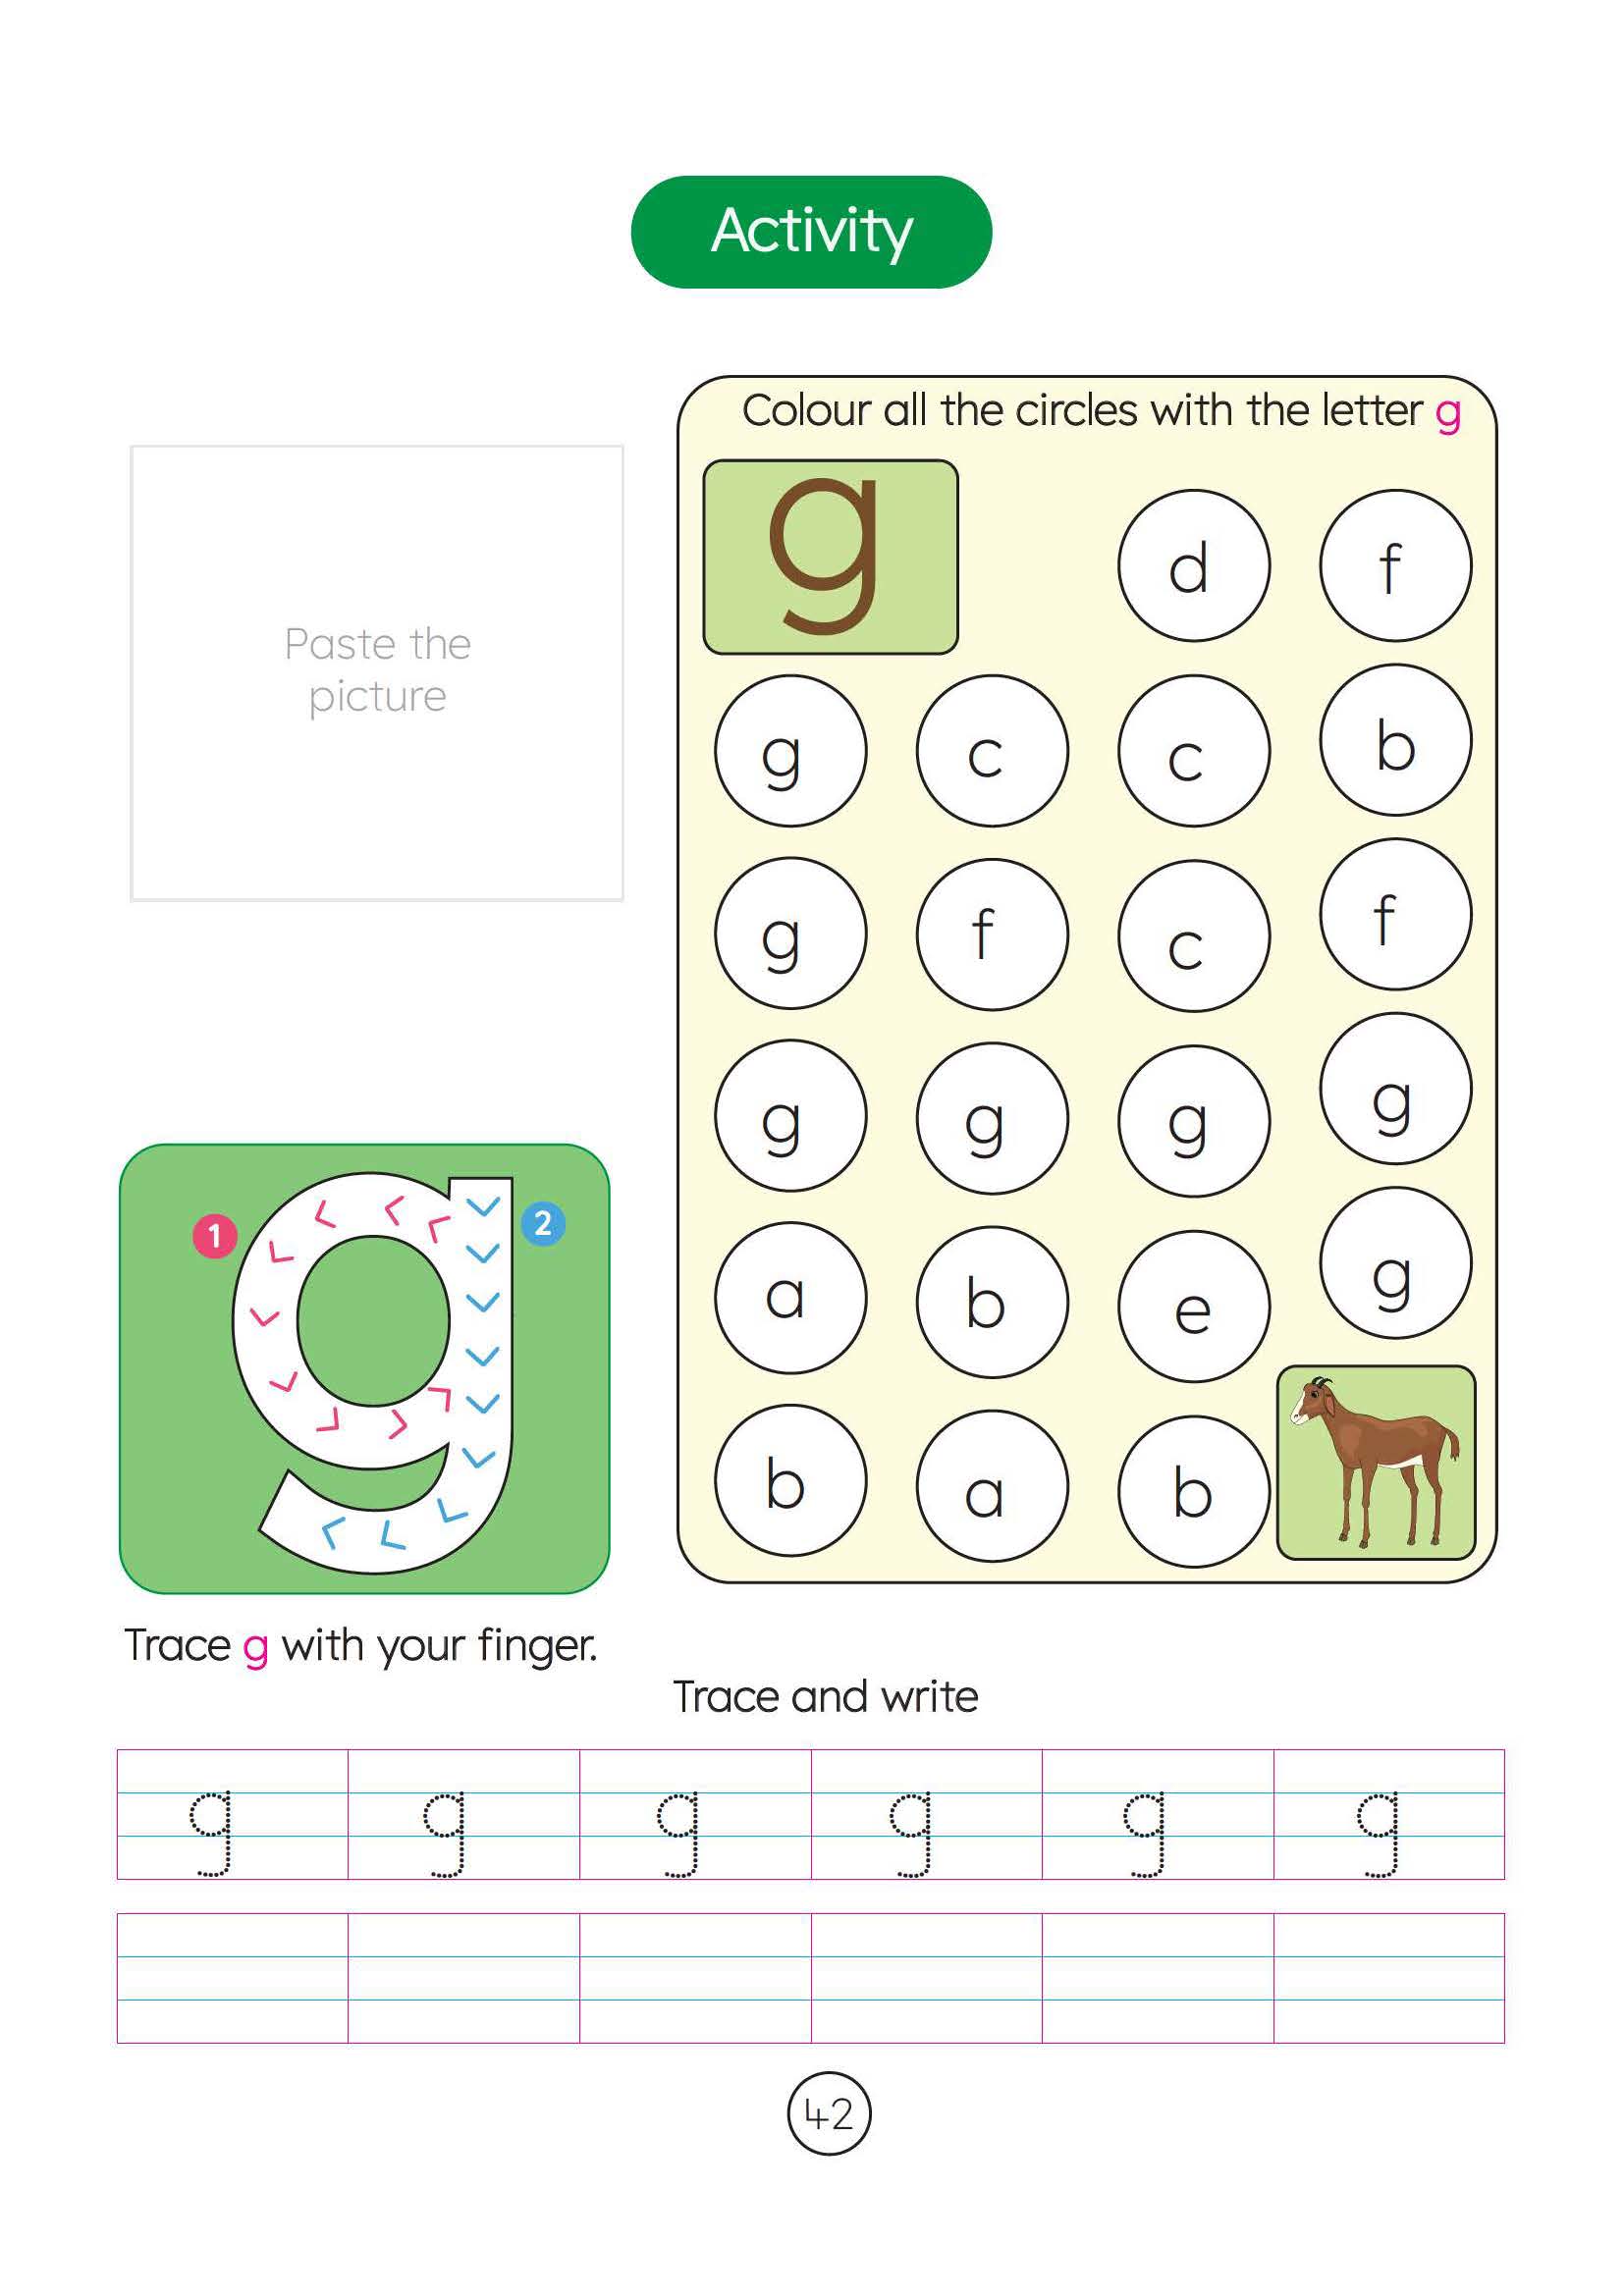 Activity
Colour all the circles with the letter g
Paste the
picture
g
d f
g c c b
g f c f
g g g g
a b e g
b a b
1 2
Trace g with your finger.
Trace and write
g g g g g g
42